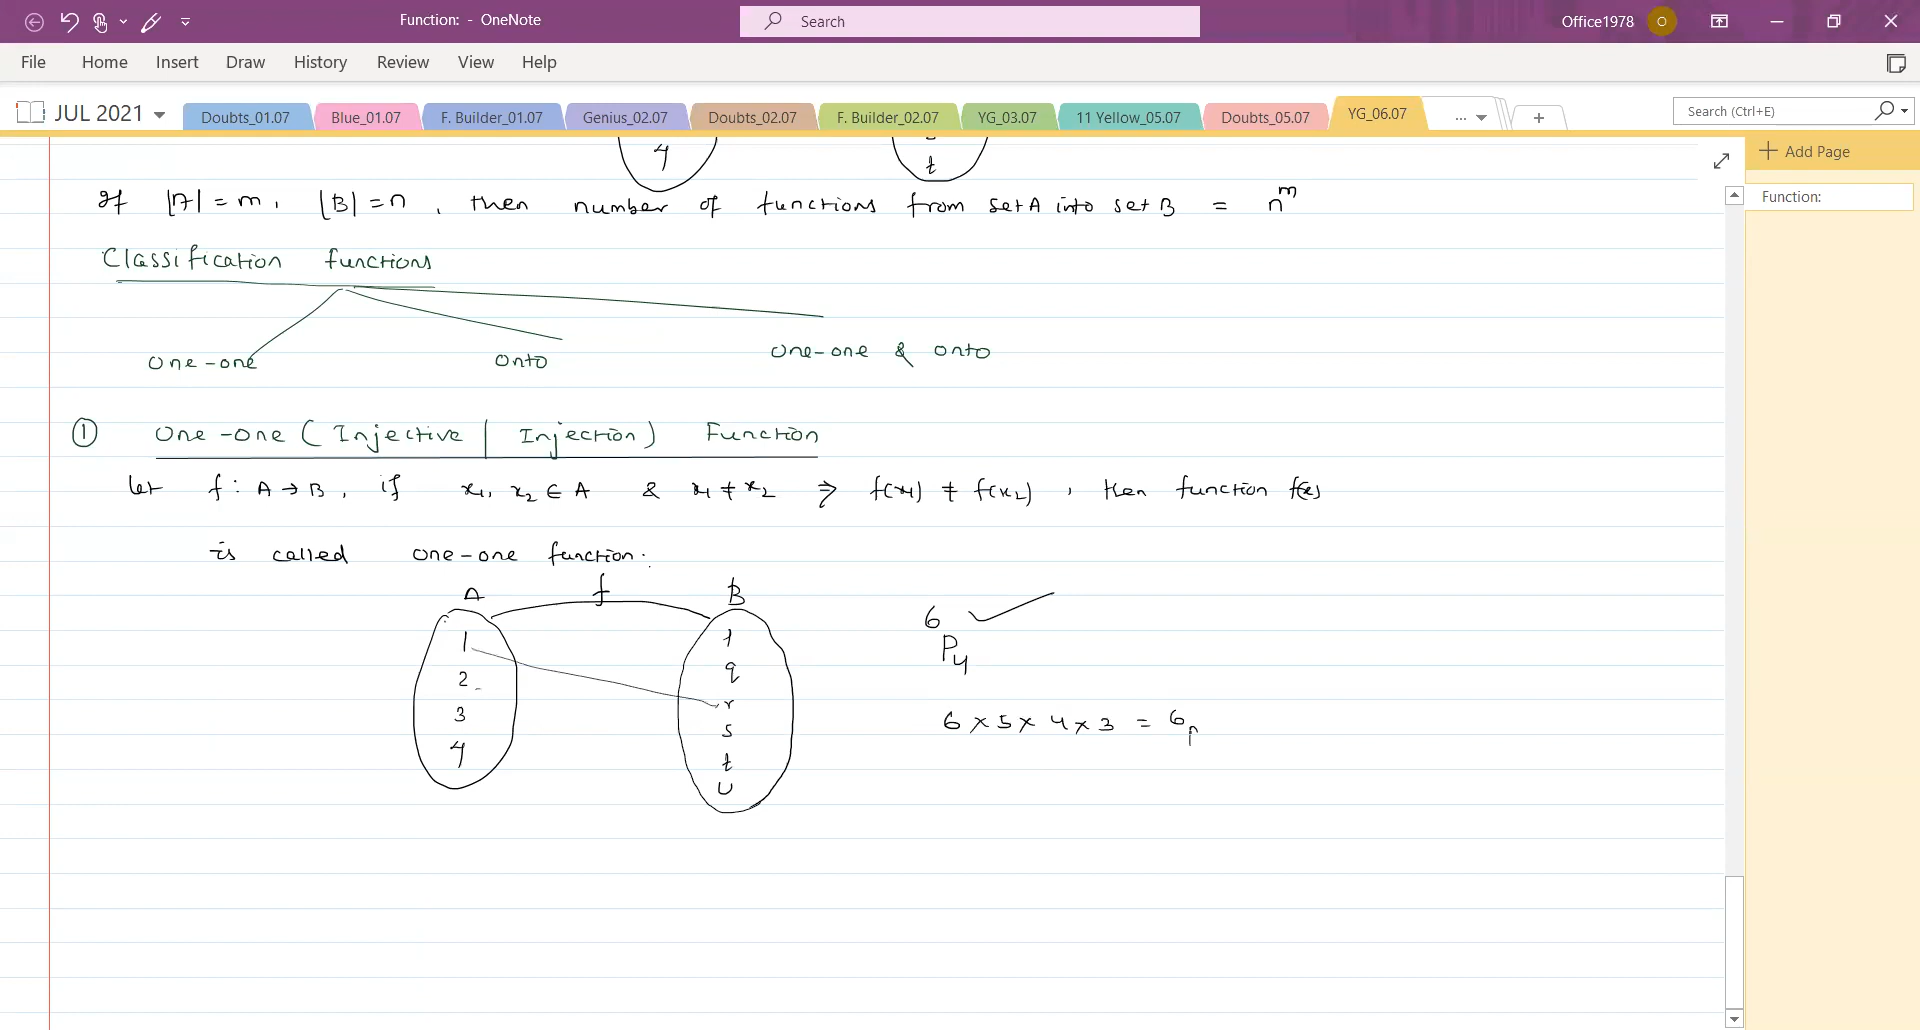 Function: - OneNote
Search
Office1978
O
File Home Insert Draw History Review View Help
JUL 2021
Doubts_01.07 Blue_01.07 F. Builder_01.07 Genius_02.07 Doubts_02.07 F. Builder_02.07 YG_03.07 11 Yellow_05.07 Doubts_05.07 YG_06.07 ... +
Search (Ctrl+E)
Add Page
Function:
4 t
If |A| = m, |B| = n, then number of functions from set A into set B = n^m
Classification functions
One-one Onto One-one & onto
① One-one (Injective | Injection) Function
let f: A → B, if x₁, x₂ ∈ A & x₁ ≠ x₂ ⇒ f(x₁) ≠ f(x₂), then function f(x)
is called one-one function.
A f B
1
2
3
4
q
r
s
t
u
⁶P₄ ✓
6 × 5 × 4 × 3 = ⁶P